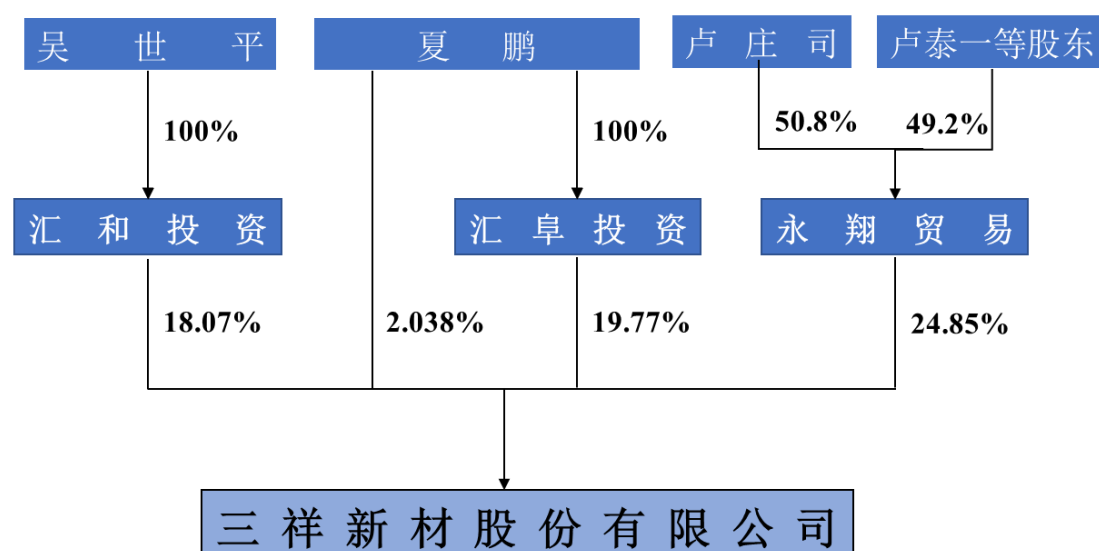 吴世平
夏鹏
卢庄司
卢泰一等股东
100%
100%
50.8%
49.2%
汇和投资
汇阜投资
永翔贸易
18.07%
2.038%
19.77%
24.85%
三祥新材股份有限公司